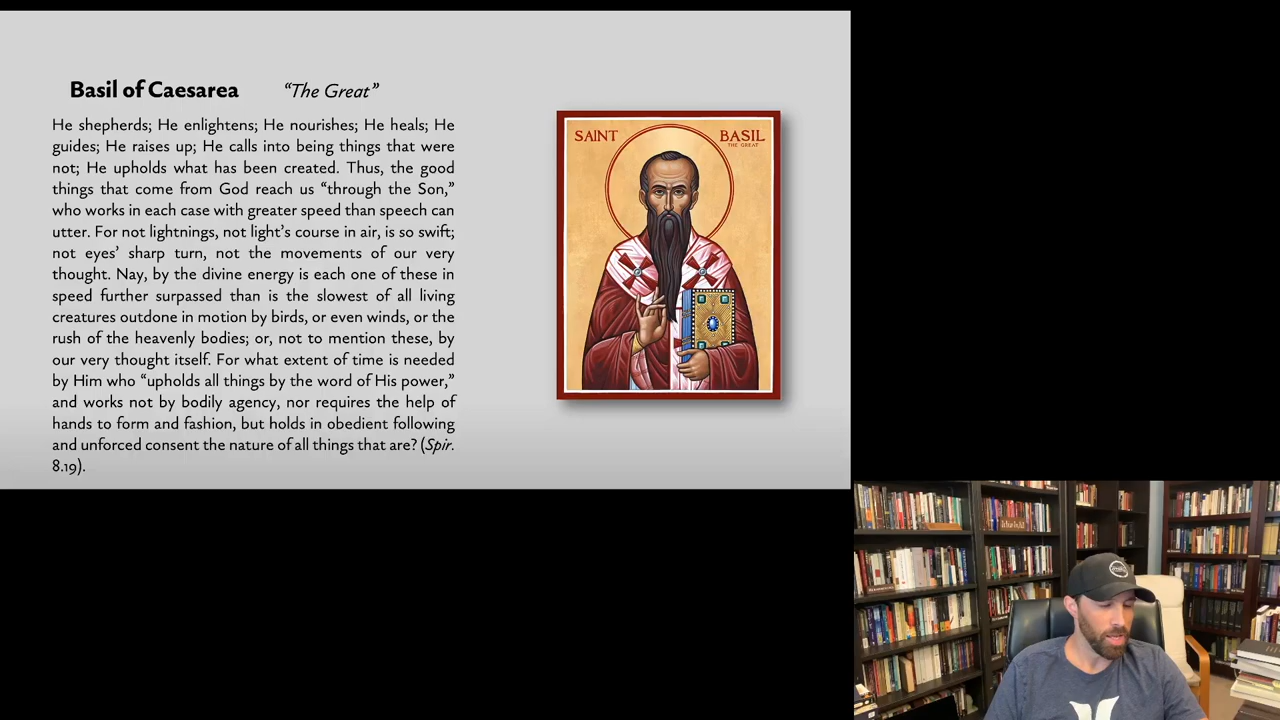 Basil of Caesarea "The Great"
He shepherds; He enlightens; He nourishes; He heals; He
guides; He raises up; He calls into being things that were
not; He upholds what has been created. Thus, the good
things that come from God reach us “through the Son,”
who works in each case with greater speed than speech can
utter. For not lightnings, not light’s course in air, is so swift;
not eyes’ sharp turn, not the movements of our very
thought. Nay, by the divine energy is each one of these in
speed further surpassed than is the slowest of all living
creatures outdone in motion by birds, or even winds, or the
rush of the heavenly bodies; or, not to mention these, by
our very thought itself. For what extent of time is needed
by Him who “upholds all things by the word of His power,”
and works not by bodily agency, nor requires the help of
hands to form and fashion, but holds in obedient following
and unforced consent the nature of all things that are? (Spir.
8.19).
SAINT BASIL
THE GREAT